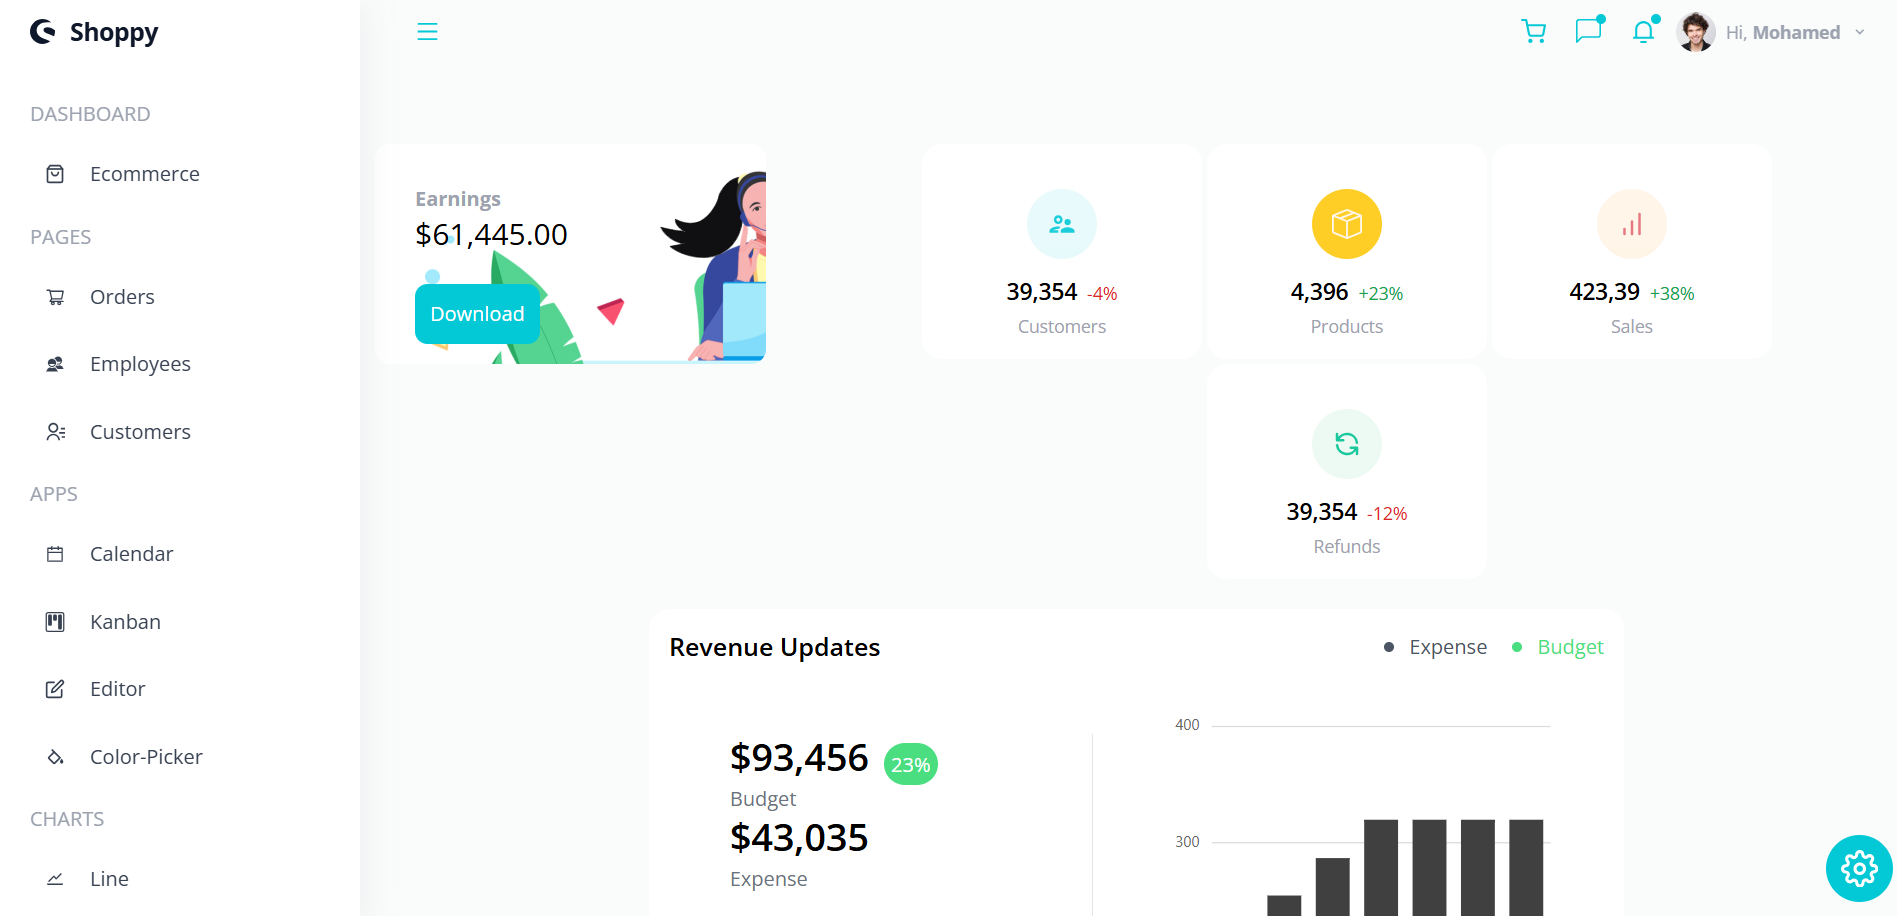 Shoppy
Hi, Mohamed
DASHBOARD
Ecommerce
PAGES
Orders
Employees
Customers
APPS
Calendar
Kanban
Editor
Color-Picker
CHARTS
Line
Earnings
$61,445.00
Download
39,354 -4%
Customers
4,396 +23%
Products
423,39 +38%
Sales
39,354 -12%
Refunds
Revenue Updates
Expense
Budget
$93,456 23%
Budget
$43,035
Expense
400
300